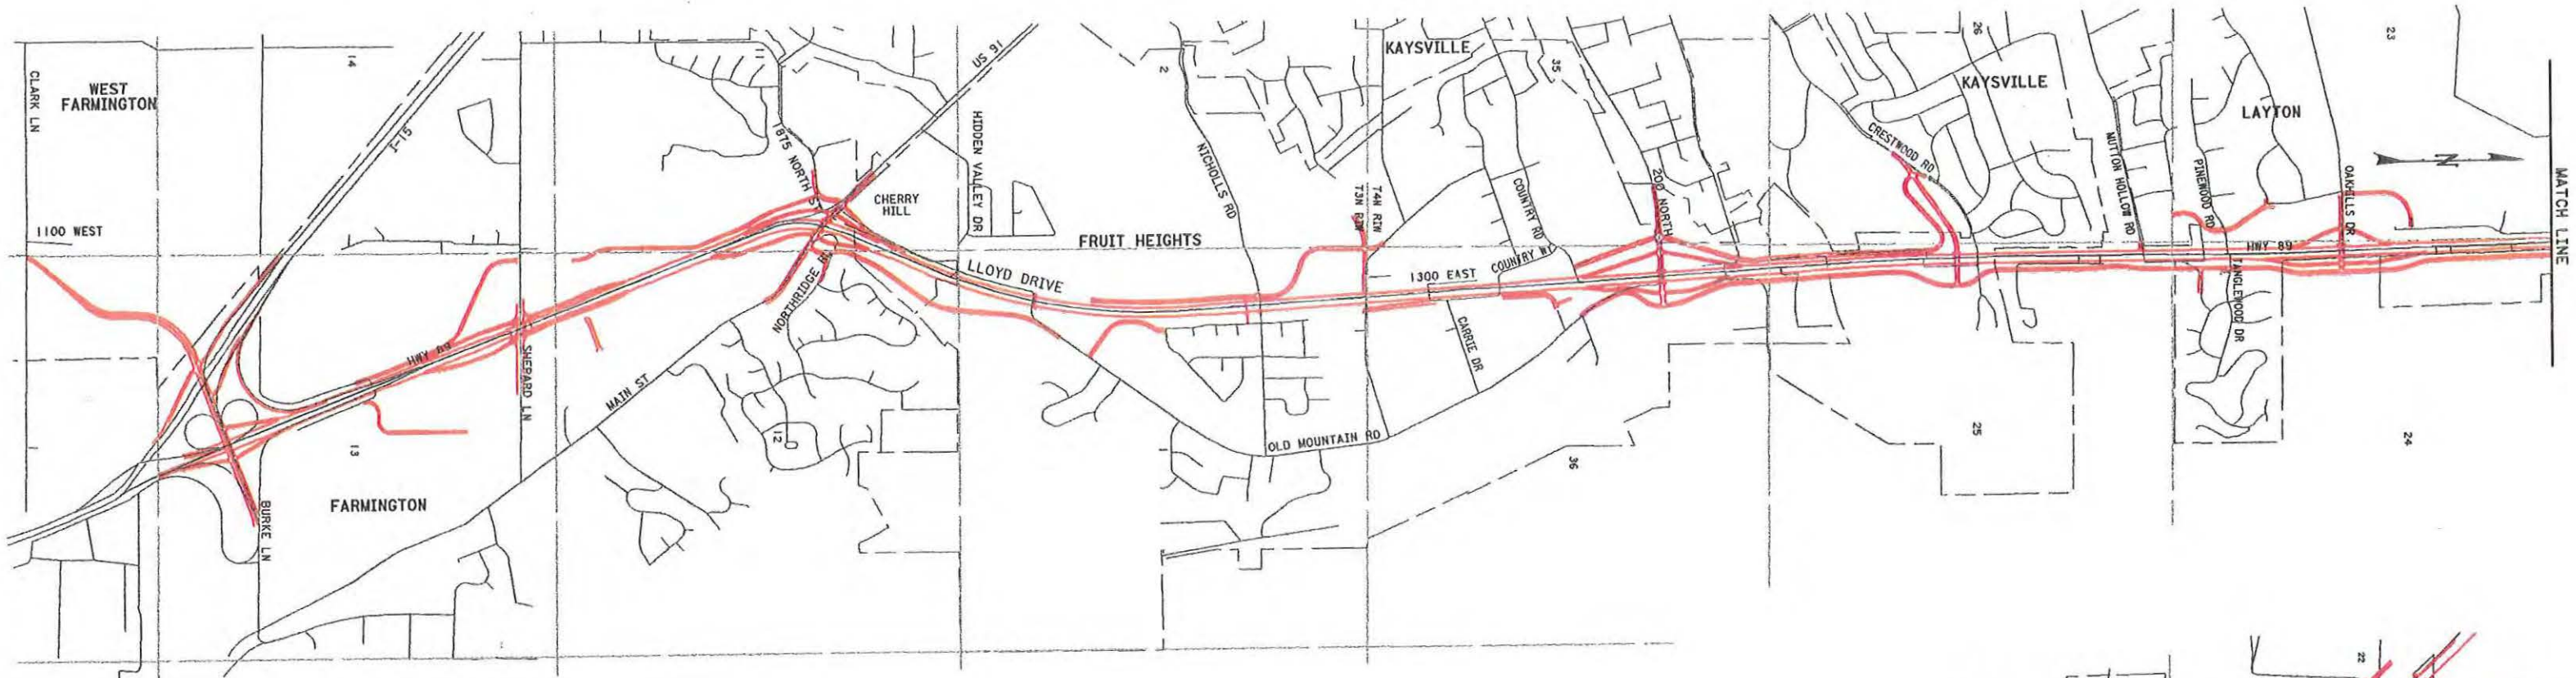 CLARK LN
WEST
FARMINGTON
14
I-15
1100 WEST
HWY 89
SHEPARD LN
13
FARMINGTON
BURKE LN
MAIN ST
11
1875 NORTH ST
CHERRY
HILL
NORTHRIDGE RD
12
US 91
HIDDEN VALLEY DR
LLOYD DRIVE
FRUIT HEIGHTS
2
NICHOLLS RD
OLD MOUNTAIN RD
KAYSVILLE
T4N R1W
T3N R1W
1300 EAST
COUNTRY RD
COUNTRY WY
CARRIE DR
35
36
200 NORTH
26
KAYSVILLE
CRESTWOOD RD
25
MUTTON HOLLOW RD
PINEWOOD RD
LAYTON
OAKHILLS DR
HWY 89
TANGLEWOOD DR
23
N
24
MATCH LINE
22